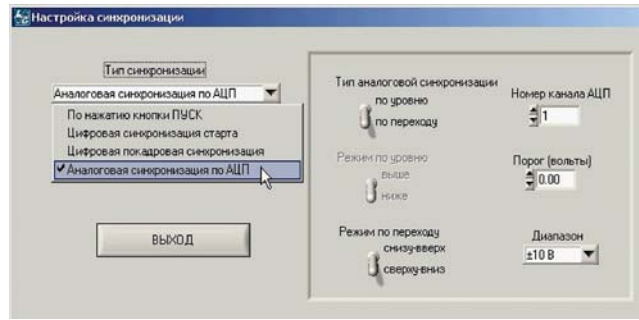 Настройка синхронизации
Тип синхронизации
Аналоговая синхронизация по АЦП
По нажатию кнопки ПУСК
Цифровая синхронизация старта
Цифровая покадровая синхронизация
Аналоговая синхронизация по АЦП
ВЫХОД
Тип аналоговой синхронизации
по уровню
по переходу
Режим по уровню
выше
ниже
Режим по переходу
снизу-вверх
сверху-вниз
Номер канала АЦП
1
Порог (вольты)
0.00
Диапазон
±10 В